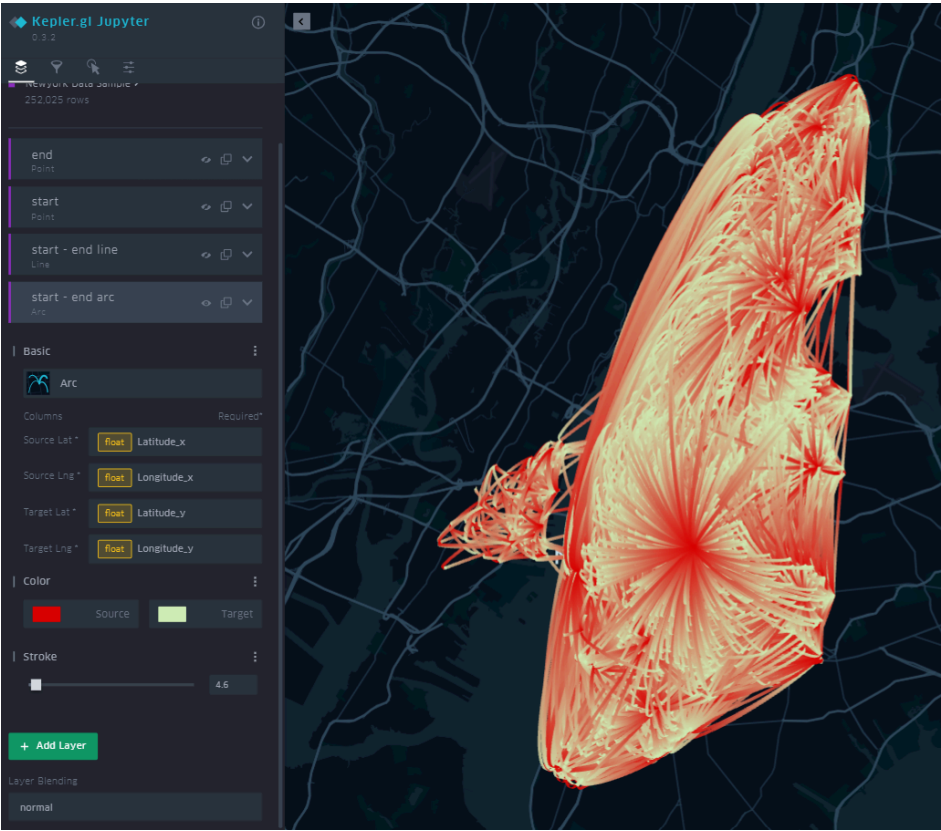 Kepler.gl Jupyter
0.3.2
Newyork Data Sample
252,025 rows
end
Point
start
Point
start - end line
Line
start - end arc
Arc
Basic
Arc
Columns Required*
Source Lat * float Latitude_x
Source Lng * float Longitude_x
Target Lat * float Latitude_y
Target Lng * float Longitude_y
Color
Source Target
Stroke
4.6
+ Add Layer
Layer Blending
normal